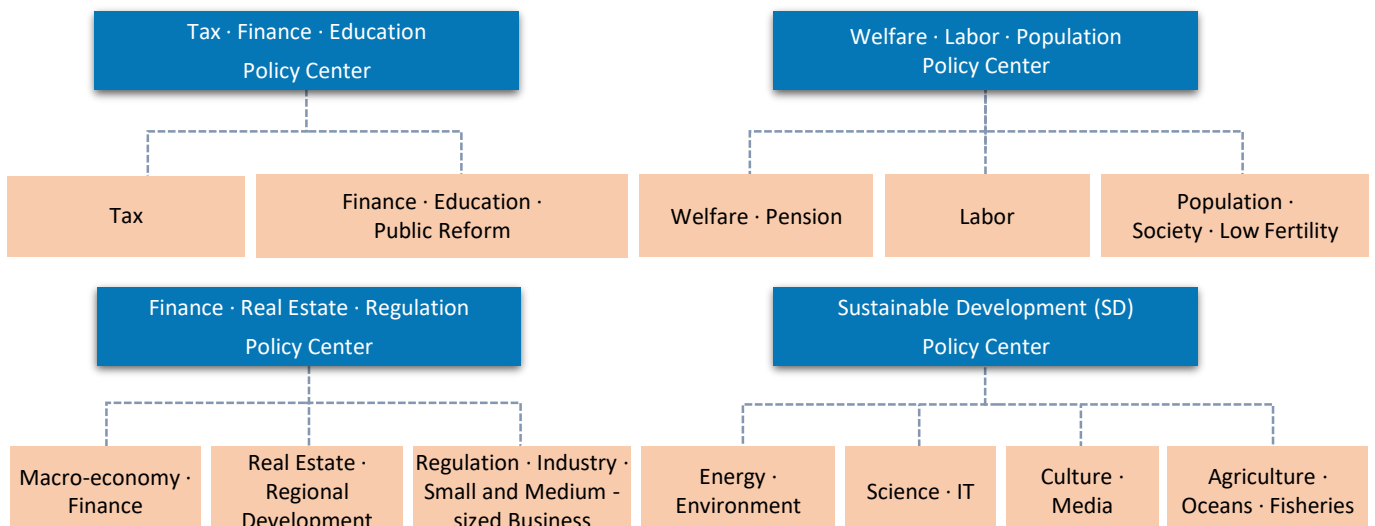 Tax · Finance · Education
Policy Center
Welfare · Labor · Population
Policy Center
Tax
Finance · Education ·
Public Reform
Welfare · Pension
Labor
Population ·
Society · Low Fertility
Finance · Real Estate · Regulation
Policy Center
Sustainable Development (SD)
Policy Center
Macro-economy ·
Finance
Real Estate ·
Regional
Development
Regulation · Industry ·
Small and Medium -
sized Business
Energy ·
Environment
Science · IT
Culture ·
Media
Agriculture ·
Oceans · Fisheries